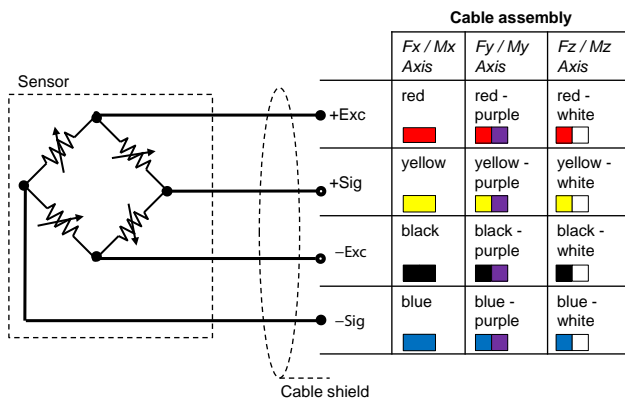 Cable assembly
Fx / Mx Axis
Fy / My Axis
Fz / Mz Axis
Sensor
+Exc
red
red - purple
red - white
+Sig
yellow
yellow - purple
yellow - white
−Exc
black
black - purple
black - white
−Sig
blue
blue - purple
blue - white
Cable shield